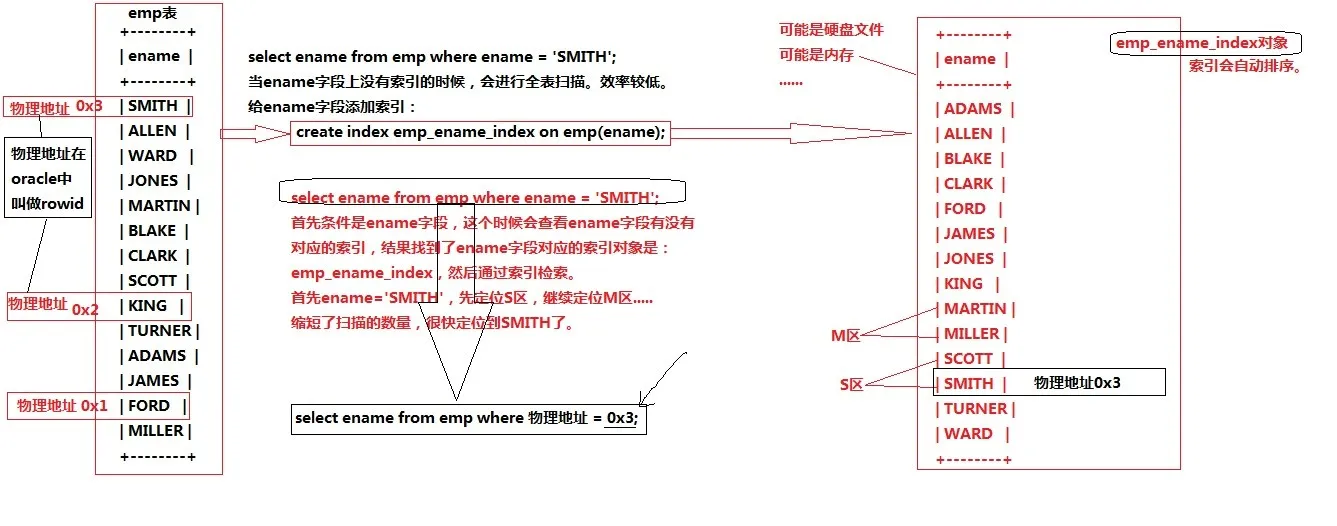 emp表
+--------+
| ename |
+--------+
| SMITH |
| ALLEN |
| WARD |
| JONES |
| MARTIN |
| BLAKE |
| CLARK |
| SCOTT |
| KING |
| TURNER |
| ADAMS |
| JAMES |
| FORD |
| MILLER |
+--------+
物理地址 0x3
物理地址在
oracle中
叫做rowid
物理地址 0x2
物理地址 0x1
select ename from emp where ename = 'SMITH';
当ename字段上没有索引的时候，会进行全表扫描。效率较低。
给ename字段添加索引：
create index emp_ename_index on emp(ename);
select ename from emp where ename = 'SMITH';
首先条件是ename字段，这个时候会查看ename字段有没有
对应的索引，结果找到了ename字段对应的索引对象是：
emp_ename_index，然后通过索引检索。
首先ename='SMITH'，先定位S区，继续定位M区.....
缩短了扫描的数量，很快定位到SMITH了。
select ename from emp where 物理地址 = 0x3;
可能是硬盘文件
可能是内存
......
+--------+
| ename |
+--------+
| ADAMS |
| ALLEN |
| BLAKE |
| CLARK |
| FORD |
| JAMES |
| JONES |
| KING |
| MARTIN |
| MILLER |
| SCOTT |
| SMITH | 物理地址0x3
| TURNER |
| WARD |
+--------+
M区
S区
emp_ename_index对象
索引会自动排序。